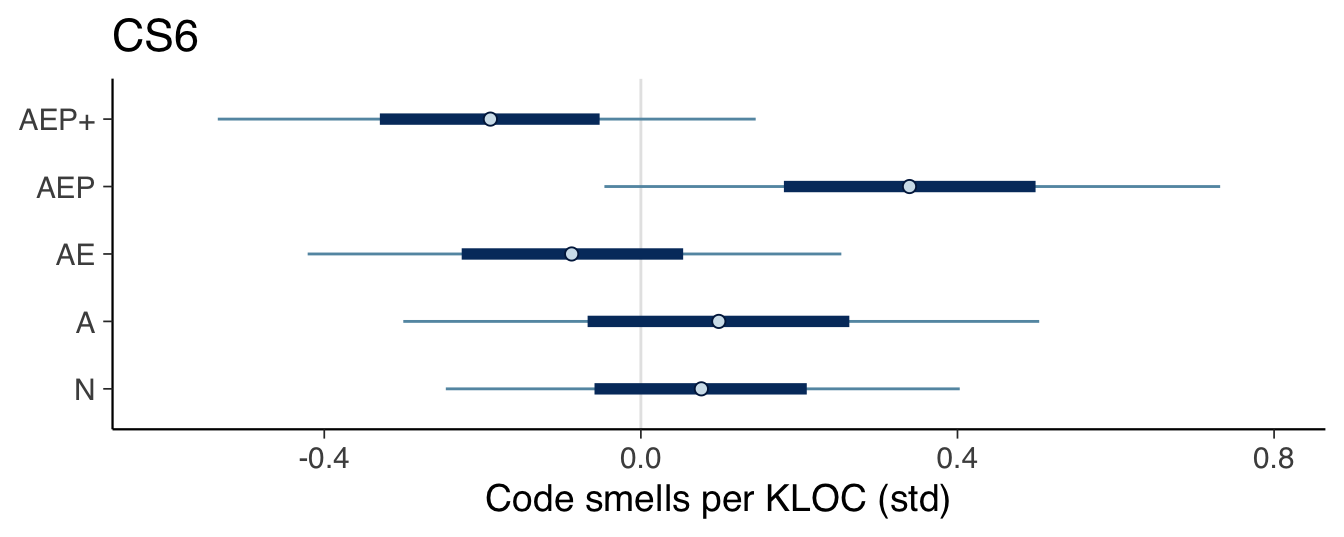 CS6
AEP+
AEP
AE
A
N
-0.4 0.0 0.4 0.8
Code smells per KLOC (std)